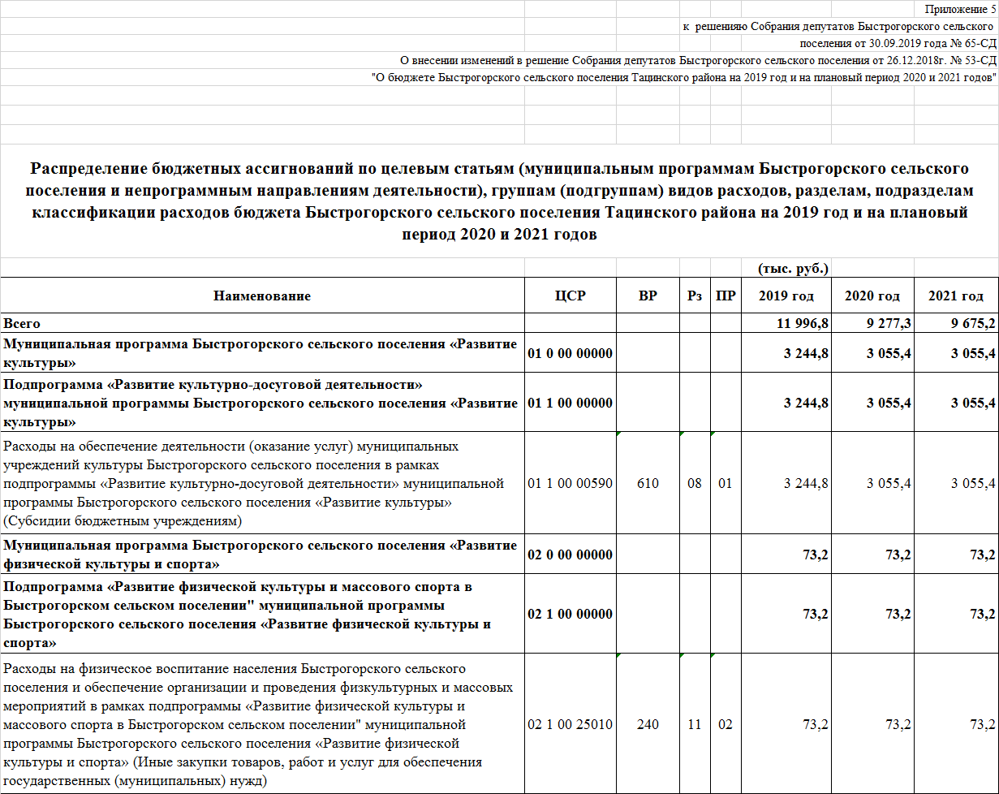 Приложение 5
к решенияю Собрания депутатов Быстрогорского сельского
поселения от 30.09.2019 года № 65-СД
О внесении изменений в решение Собрания депутатов Быстрогорского сельского поселения от 26.12.2018г. № 53-СД
"О бюджете Быстрогорского сельского поселения Тацинского района на 2019 год и на плановый период 2020 и 2021 годов"
Распределение бюджетных ассигнований по целевым статьям (муниципальным программам Быстрогорского сельского
поселения и непрограммным направлениям деятельности), группам (подгруппам) видов расходов, разделам, подразделам
классификации расходов бюджета Быстрогорского сельского поселения Тацинского района на 2019 год и на плановый
период 2020 и 2021 годов
(тыс. руб.)
Наименование ЦСР ВР Рз ПР 2019 год 2020 год 2021 год
Всего 11 996,8 9 277,3 9 675,2
Муниципальная программа Быстрогорского сельского поселения «Развитие
культуры»
01 0 00 00000 3 244,8 3 055,4 3 055,4
Подпрограмма «Развитие культурно-досуговой деятельности»
муниципальной программы Быстрогорского сельского поселения «Развитие
культуры»
01 1 00 00000 3 244,8 3 055,4 3 055,4
Расходы на обеспечение деятельности (оказание услуг) муниципальных
учреждений культуры Быстрогорского сельского поселения в рамках
подпрограммы «Развитие культурно-досуговой деятельности» муниципальной
программы Быстрогорского сельского поселения «Развитие культуры»
(Субсидии бюджетным учреждениям)
01 1 00 00590 610 08 01 3 244,8 3 055,4 3 055,4
Муниципальная программа Быстрогорского сельского поселения «Развитие
физической культуры и спорта»
02 0 00 00000 73,2 73,2 73,2
Подпрограмма «Развитие физической культуры и массового спорта в
Быстрогорском сельском поселении" муниципальной программы
Быстрогорского сельского поселения «Развитие физической культуры и
спорта»
02 1 00 00000 73,2 73,2 73,2
Расходы на физическое воспитание населения Быстрогорского сельского
поселения и обеспечение организации и проведения физкультурных и массовых
мероприятий в рамках подпрограммы «Развитие физической культуры и
массового спорта в Быстрогорском сельском поселении" муниципальной
программы Быстрогорского сельского поселения «Развитие физической
культуры и спорта» (Иные закупки товаров, работ и услуг для обеспечения
государственных (муниципальных) нужд)
02 1 00 25010 240 11 02 73,2 73,2 73,2